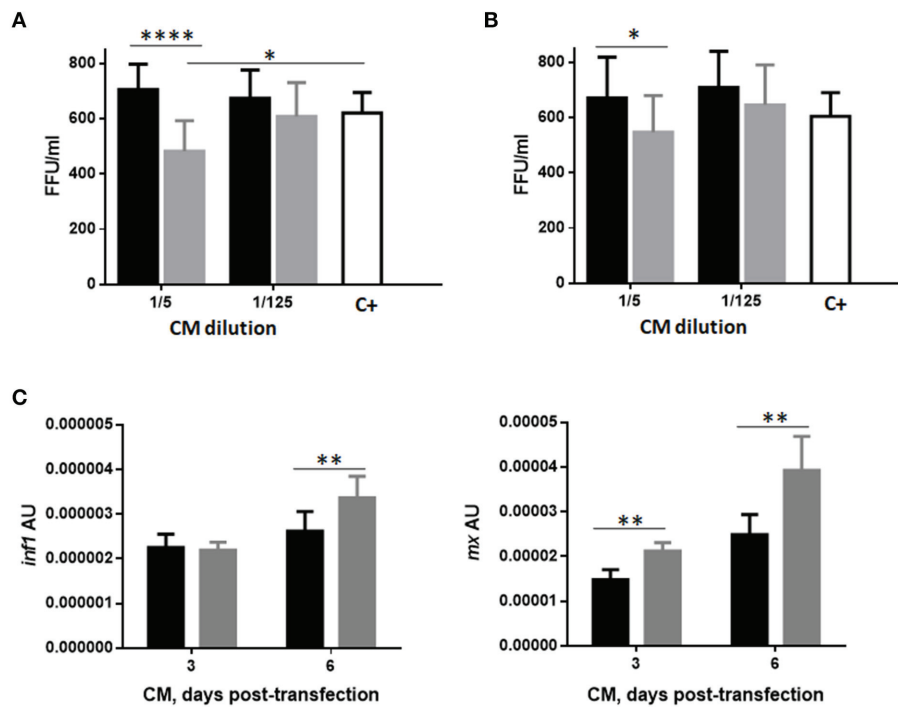 A
****
*
800
600
400
200
0
FFU/ml
1/5
1/125
C+
CM dilution
B
*
800
600
400
200
0
FFU/ml
1/5
1/125
C+
CM dilution
C
0.000005
0.000004
0.000003
0.000002
0.000001
0.000000
inf1 AU
**
3
6
CM, days post-transfection
0.00005
0.00004
0.00003
0.00002
0.00001
0.00000
mx AU
**
**
3
6
CM, days post-transfection